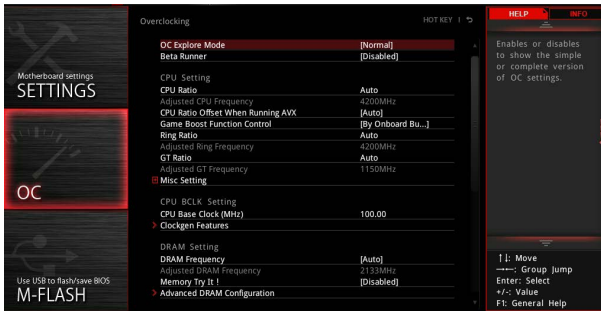 Overclocking
HOT KEY
HELP
INFO
OC Explore Mode [Normal]
Beta Runner [Disabled]
CPU Setting
CPU Ratio Auto
Adjusted CPU Frequency 4200MHz
CPU Ratio Offset When Running AVX [Auto]
Game Boost Function Control [By Onboard Bu...]
Ring Ratio Auto
Adjusted Ring Frequency 4200MHz
GT Ratio Auto
Adjusted GT Frequency 1150MHz
Misc Setting
CPU BCLK Setting
CPU Base Clock (MHz) 100.00
Clockgen Features
DRAM Setting
DRAM Frequency [Auto]
Adjusted DRAM Frequency 2133MHz
Memory Try It ! [Disabled]
Advanced DRAM Configuration
Motherboard settings
SETTINGS
OC
Use USB to flash/save BIOS
M-FLASH
Enables or disables
to show the simple
or complete version
of OC settings.
↑↓: Move
→←: Group Jump
Enter: Select
+/-: Value
F1: General Help